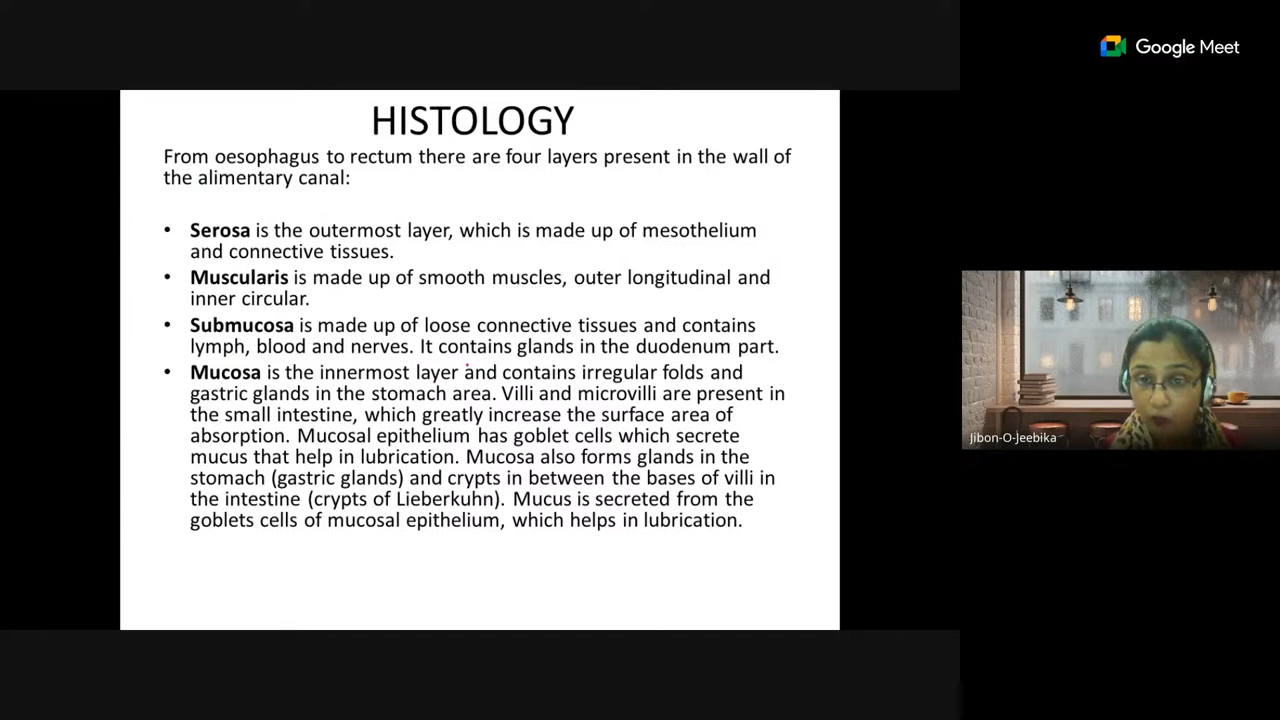 Google Meet
HISTOLOGY
From oesophagus to rectum there are four layers present in the wall of
the alimentary canal:
• Serosa is the outermost layer, which is made up of mesothelium
and connective tissues.
• Muscularis is made up of smooth muscles, outer longitudinal and
inner circular.
• Submucosa is made up of loose connective tissues and contains
lymph, blood and nerves. It contains glands in the duodenum part.
• Mucosa is the innermost layer and contains irregular folds and
gastric glands in the stomach area. Villi and microvilli are present in
the small intestine, which greatly increase the surface area of
absorption. Mucosal epithelium has goblet cells which secrete
mucus that help in lubrication. Mucosa also forms glands in the
stomach (gastric glands) and crypts in between the bases of villi in
the intestine (crypts of Lieberkuhn). Mucus is secreted from the
goblets cells of mucosal epithelium, which helps in lubrication.
Jibon-O-Jeebika